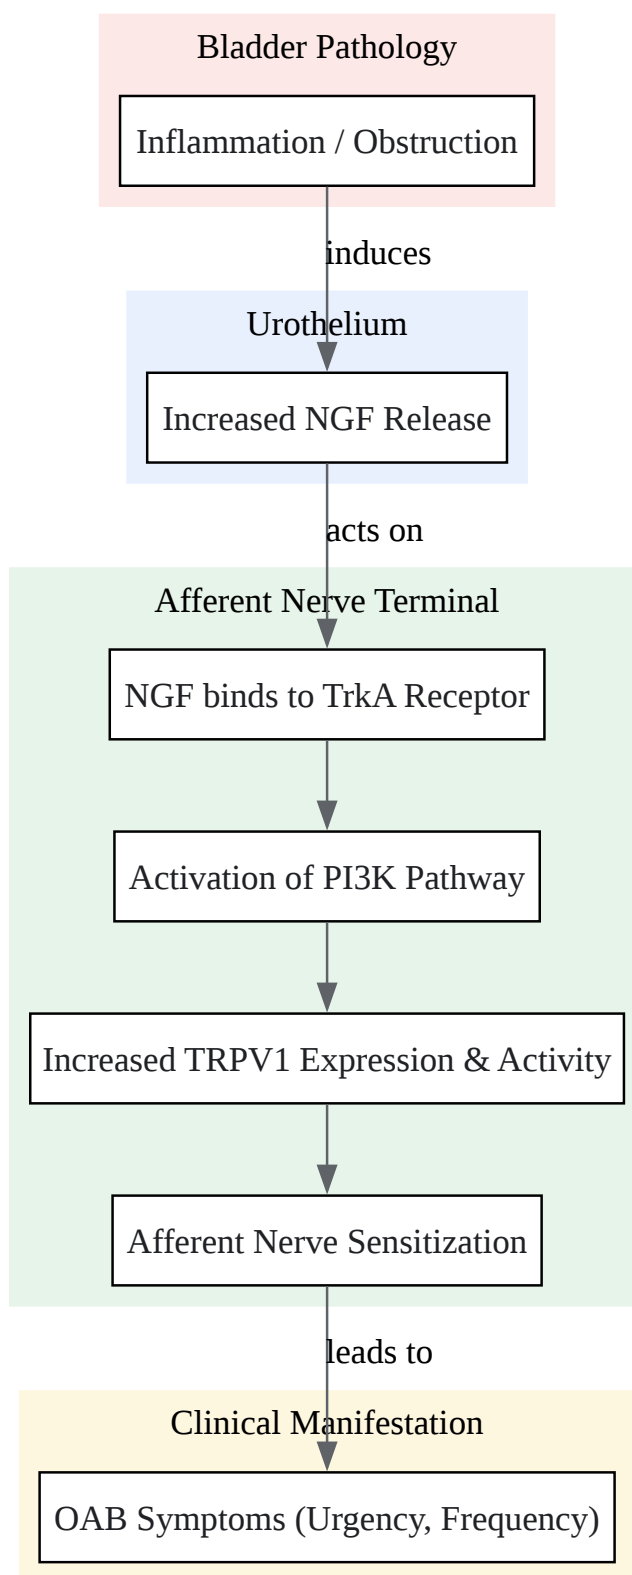 Bladder Pathology
Inflammation / Obstruction
induces
Urothelium
Increased NGF Release
acts on
Afferent Nerve Terminal
NGF binds to TrkA Receptor
Activation of PI3K Pathway
Increased TRPV1 Expression & Activity
Afferent Nerve Sensitization
leads to
Clinical Manifestation
OAB Symptoms (Urgency, Frequency)